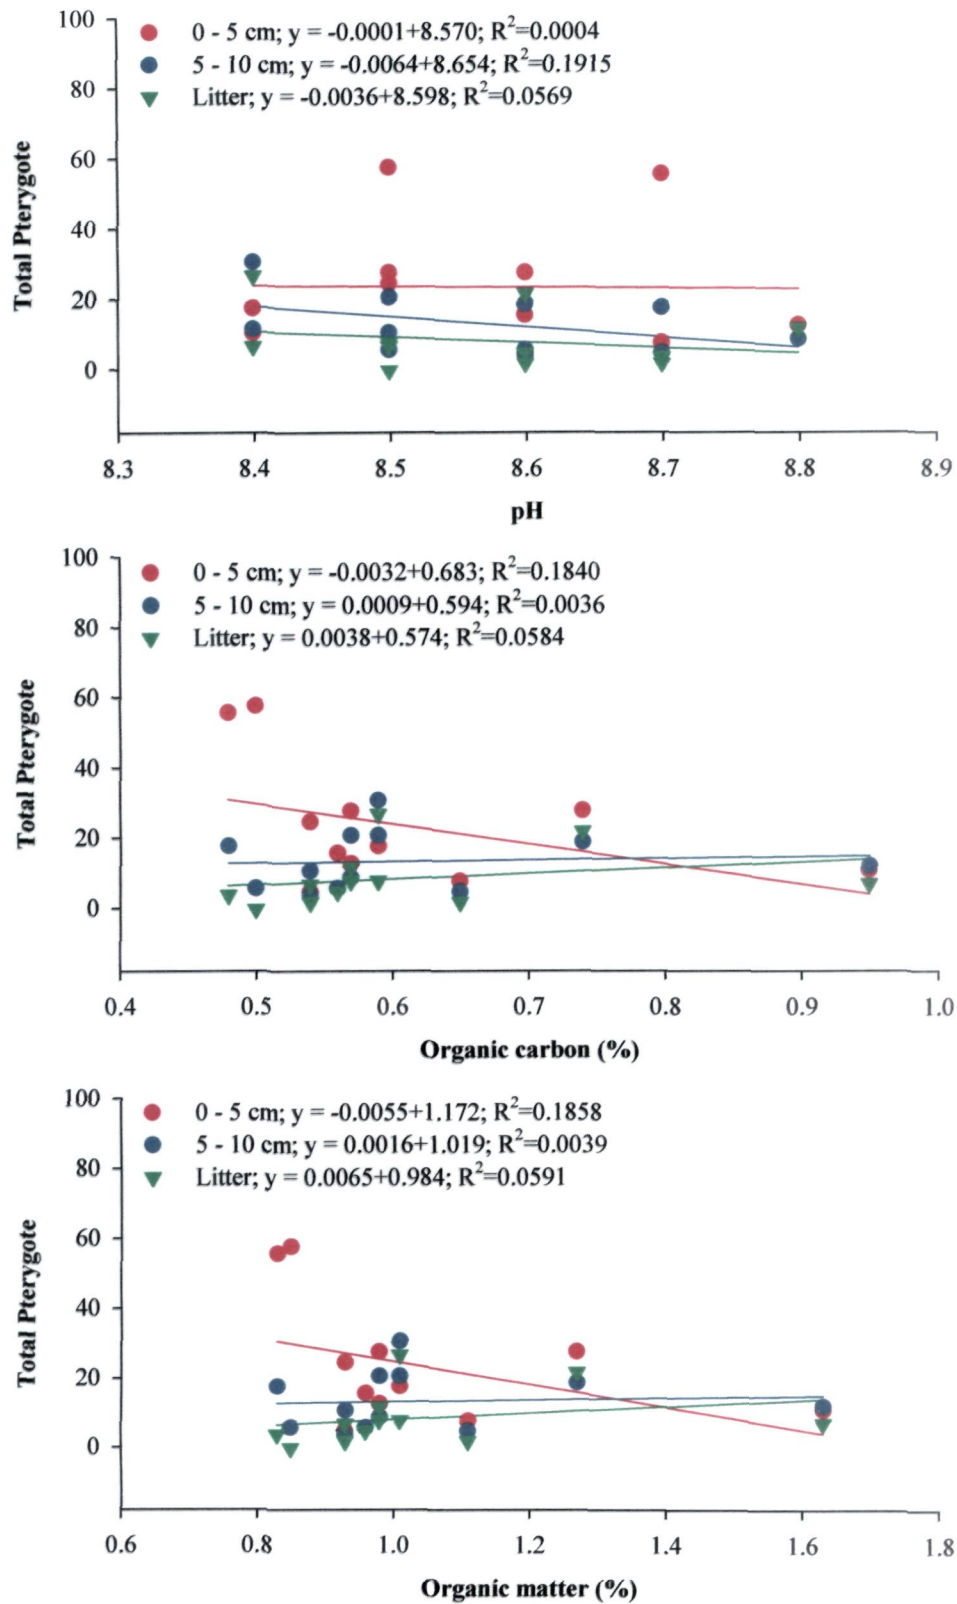 0 - 5 cm; y = -0.0001+8.570; R²=0.0004
5 - 10 cm; y = -0.0064+8.654; R²=0.1915
Litter; y = -0.0036+8.598; R²=0.0569
100
80
60
40
20
0
Total Pterygote
8.3 8.4 8.5 8.6 8.7 8.8 8.9
pH
0 - 5 cm; y = -0.0032+0.683; R²=0.1840
5 - 10 cm; y = 0.0009+0.594; R²=0.0036
Litter; y = 0.0038+0.574; R²=0.0584
100
80
60
40
20
0
Total Pterygote
0.4 0.5 0.6 0.7 0.8 0.9 1.0
Organic carbon (%)
0 - 5 cm; y = -0.0055+1.172; R²=0.1858
5 - 10 cm; y = 0.0016+1.019; R²=0.0039
Litter; y = 0.0065+0.984; R²=0.0591
100
80
60
40
20
0
Total Pterygote
0.6 0.8 1.0 1.2 1.4 1.6 1.8
Organic matter (%)